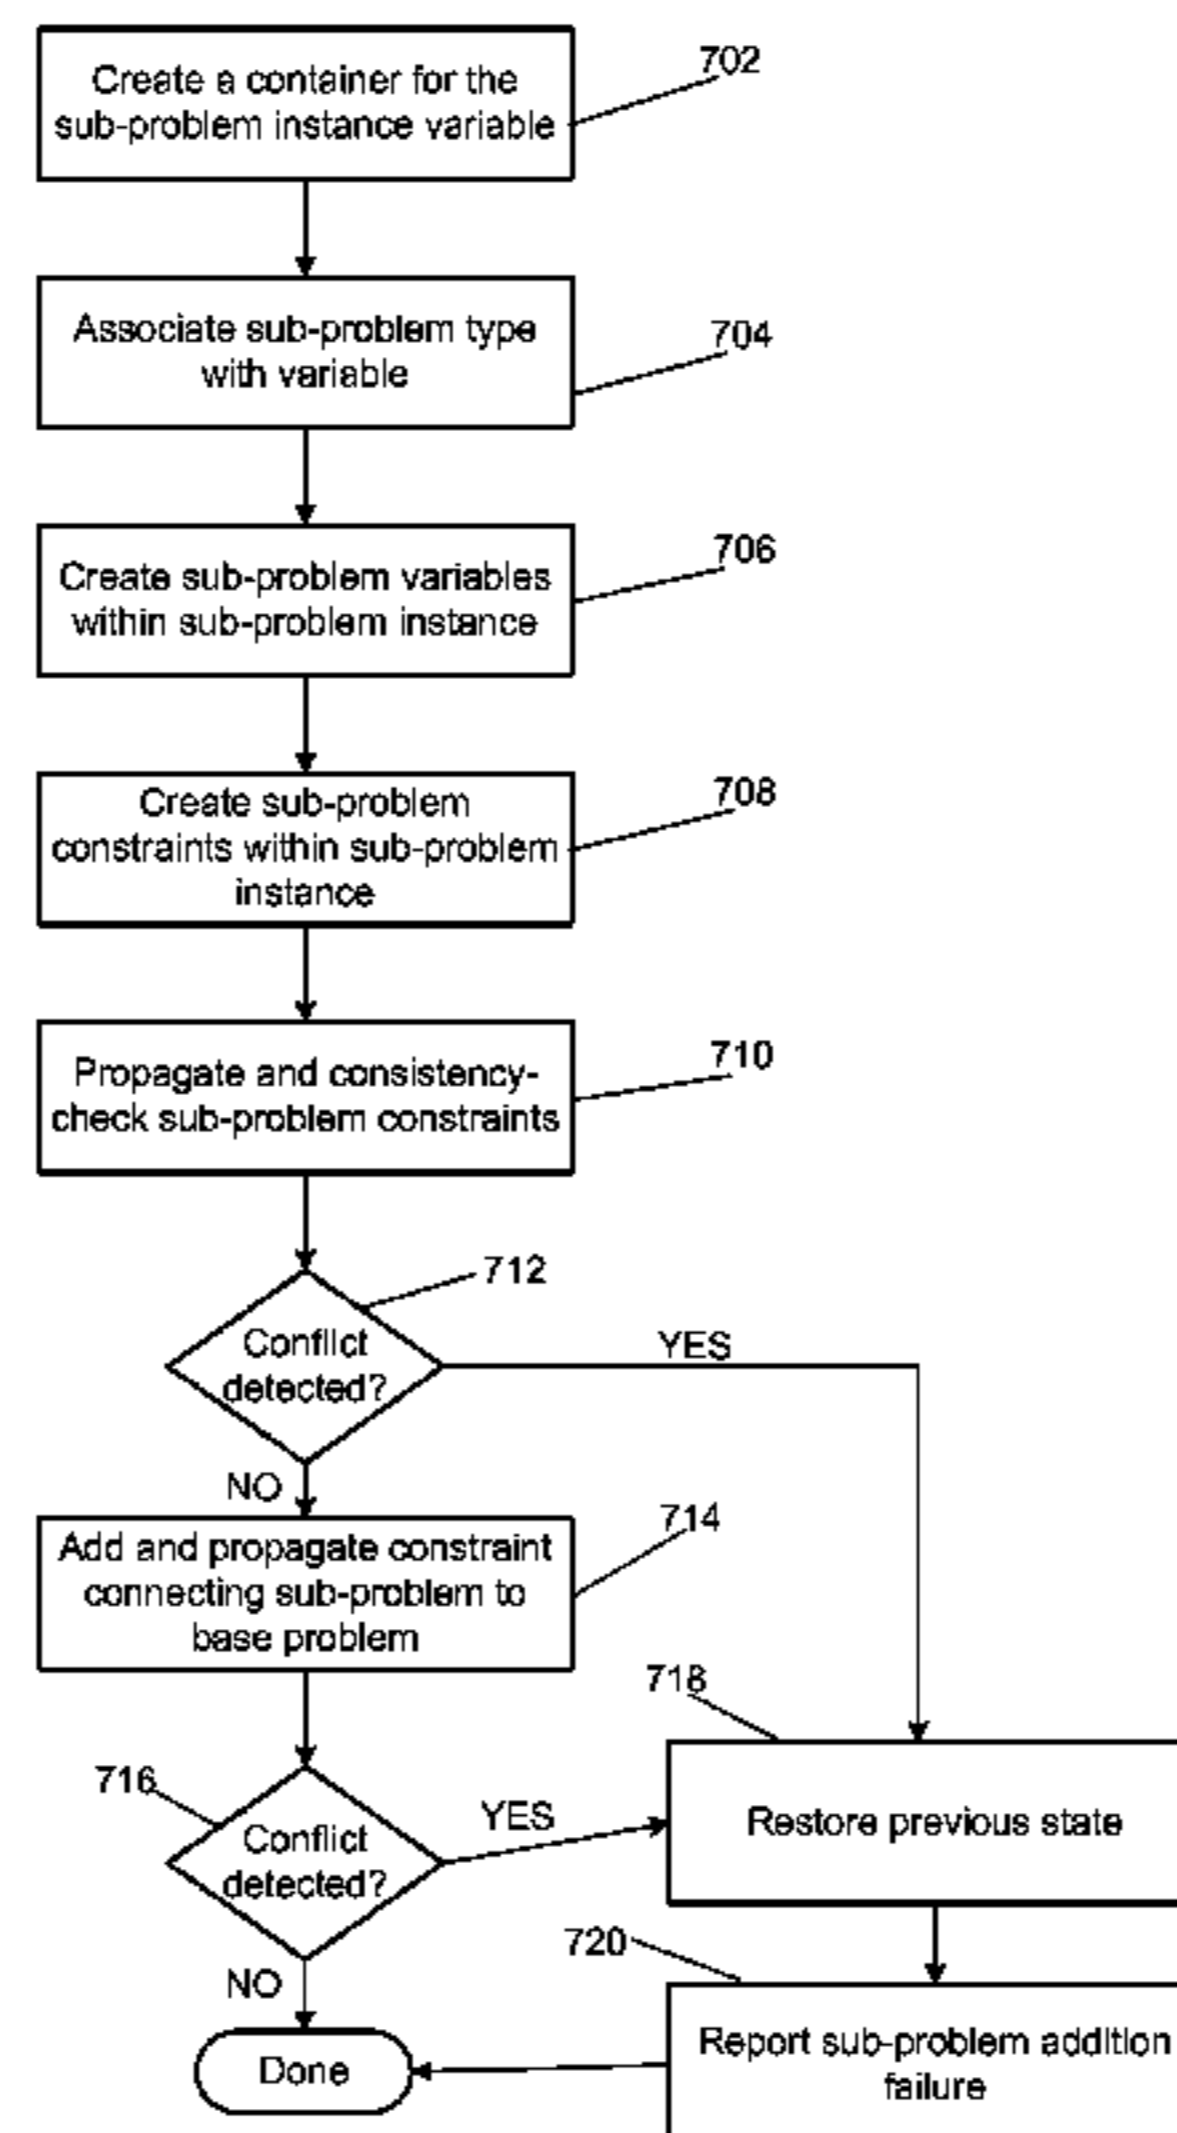 Create a container for the
sub-problem instance variable
702
Associate sub-problem type
with variable
704
Create sub-problem variables
within sub-problem instance
706
Create sub-problem
constraints within sub-problem
instance
708
Propagate and consistency-
check sub-problem constraints
710
712
Conflict
detected?
YES
NO
Add and propagate constraint
connecting sub-problem to
base problem
714
716
Conflict
detected?
YES
NO
718
Restore previous state
720
Report sub-problem addition
failure
Done